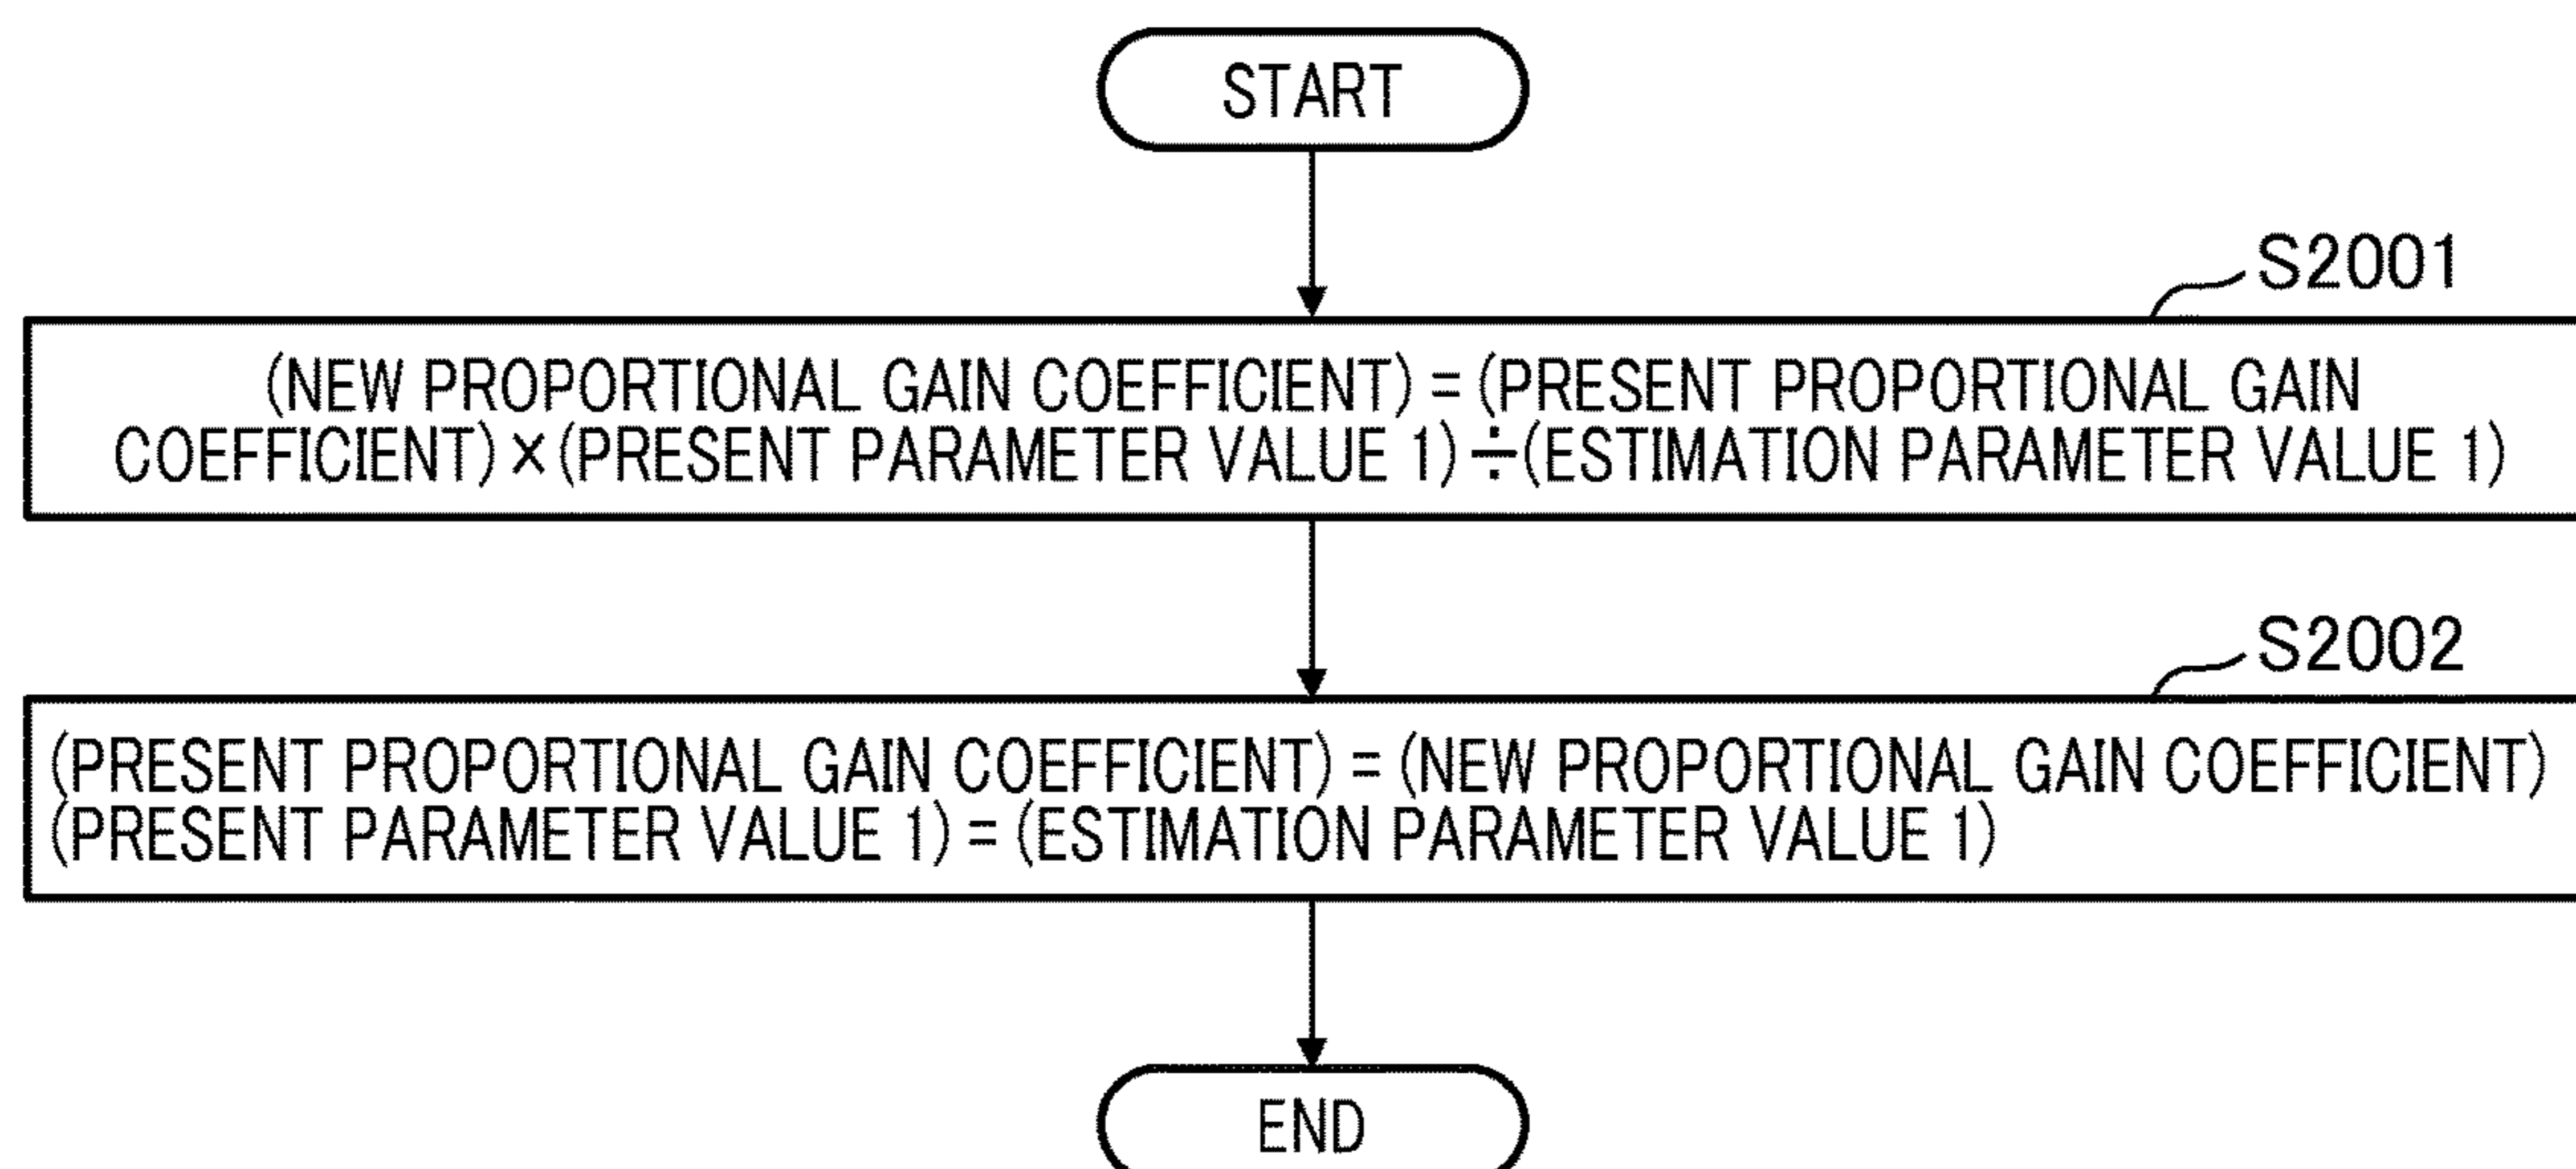 START
S2001
(NEW PROPORTIONAL GAIN COEFFICIENT) = (PRESENT PROPORTIONAL GAIN
COEFFICIENT) × (PRESENT PARAMETER VALUE 1) ÷ (ESTIMATION PARAMETER VALUE 1)
S2002
(PRESENT PROPORTIONAL GAIN COEFFICIENT) = (NEW PROPORTIONAL GAIN COEFFICIENT)
(PRESENT PARAMETER VALUE 1) = (ESTIMATION PARAMETER VALUE 1)
END